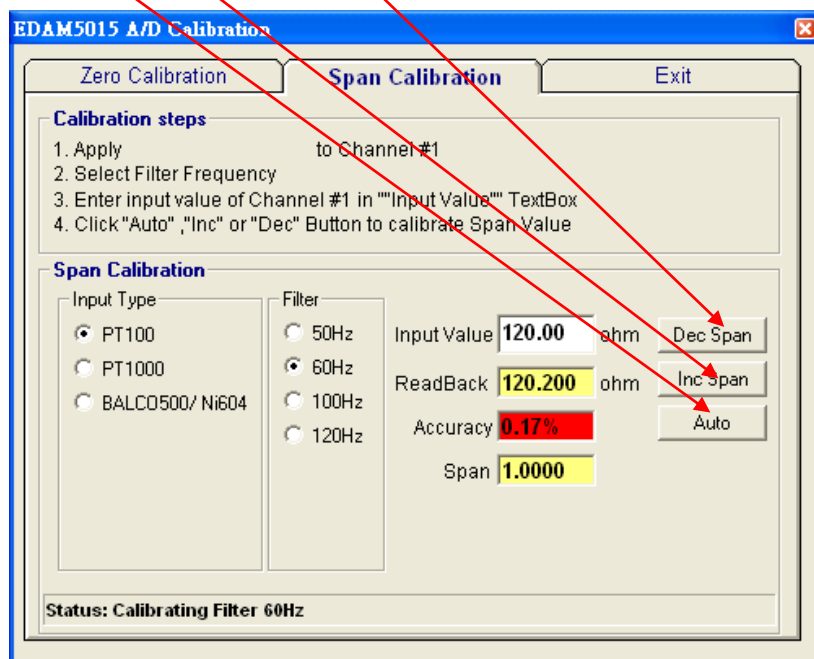 EDAM5015 A/D Calibration
Zero Calibration
Span Calibration
Exit
Calibration steps
1. Apply to Channel #1
2. Select Filter Frequency
3. Enter input value of Channel #1 in ""Input Value"" TextBox
4. Click "Auto" ,"Inc" or "Dec" Button to calibrate Span Value
Span Calibration
Input Type
PT100
PT1000
BALCO500/ Ni604
Filter
50Hz
60Hz
100Hz
120Hz
Input Value 120.00 ohm
ReadBack 120.200 ohm
Accuracy 0.17%
Span 1.0000
Dec Span
Inc Span
Auto
Status: Calibrating Filter 60Hz